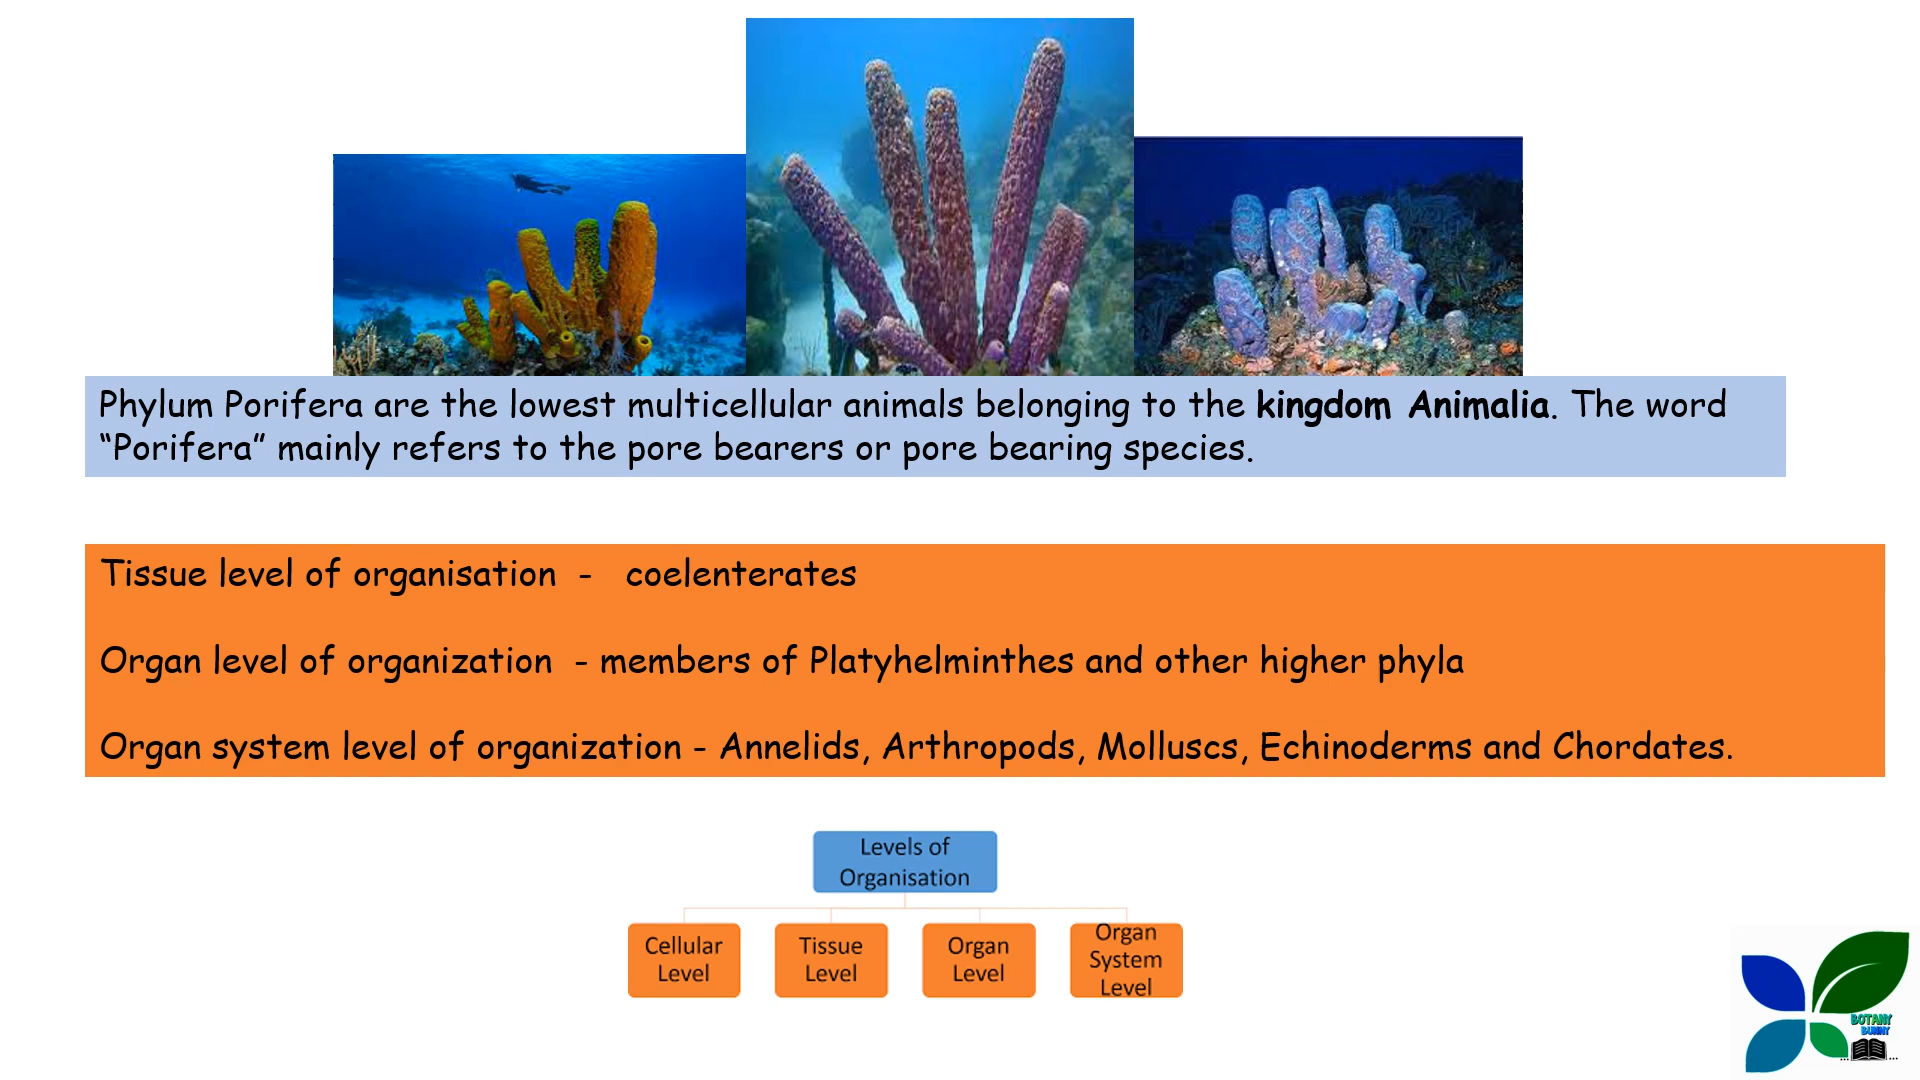 Phylum Porifera are the lowest multicellular animals belonging to the kingdom Animalia. The word
“Porifera” mainly refers to the pore bearers or pore bearing species.
Tissue level of organisation - coelenterates
Organ level of organization - members of Platyhelminthes and other higher phyla
Organ system level of organization - Annelids, Arthropods, Molluscs, Echinoderms and Chordates.
Levels of
Organisation
Cellular
Level
Tissue
Level
Organ
Level
Organ
System
Level
BOTANY
BUNNY